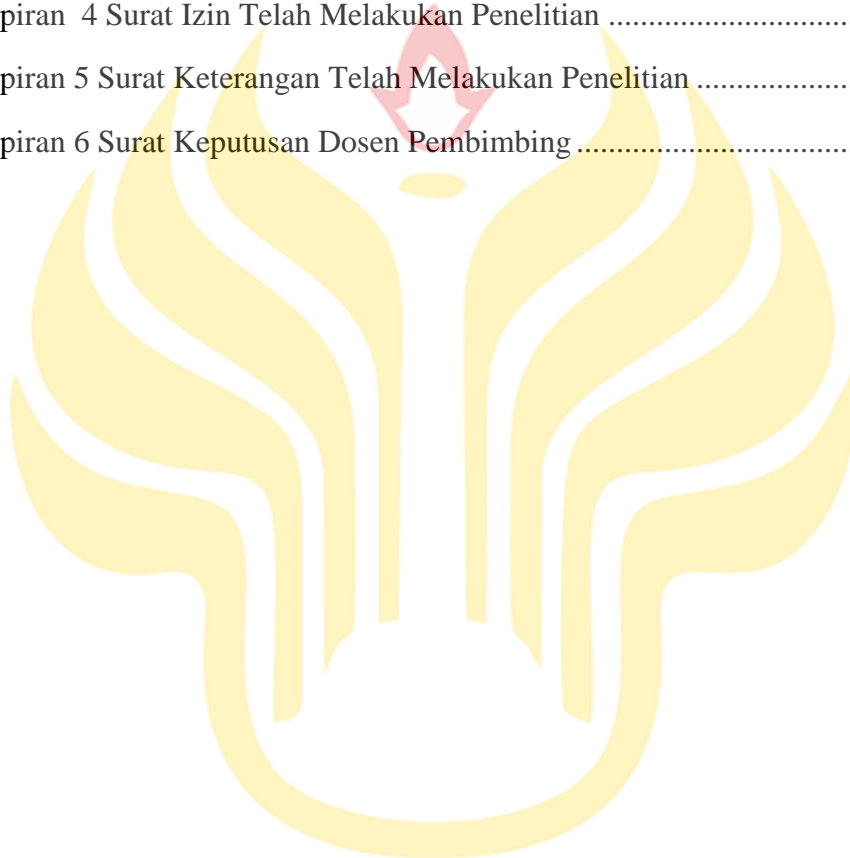 piran 4 Surat Izin Telah Melakukan Penelitian ..............................
piran 5 Surat Keterangan Telah Melakukan Penelitian ...................
piran 6 Surat Keputusan Dosen Pembimbing ..................................